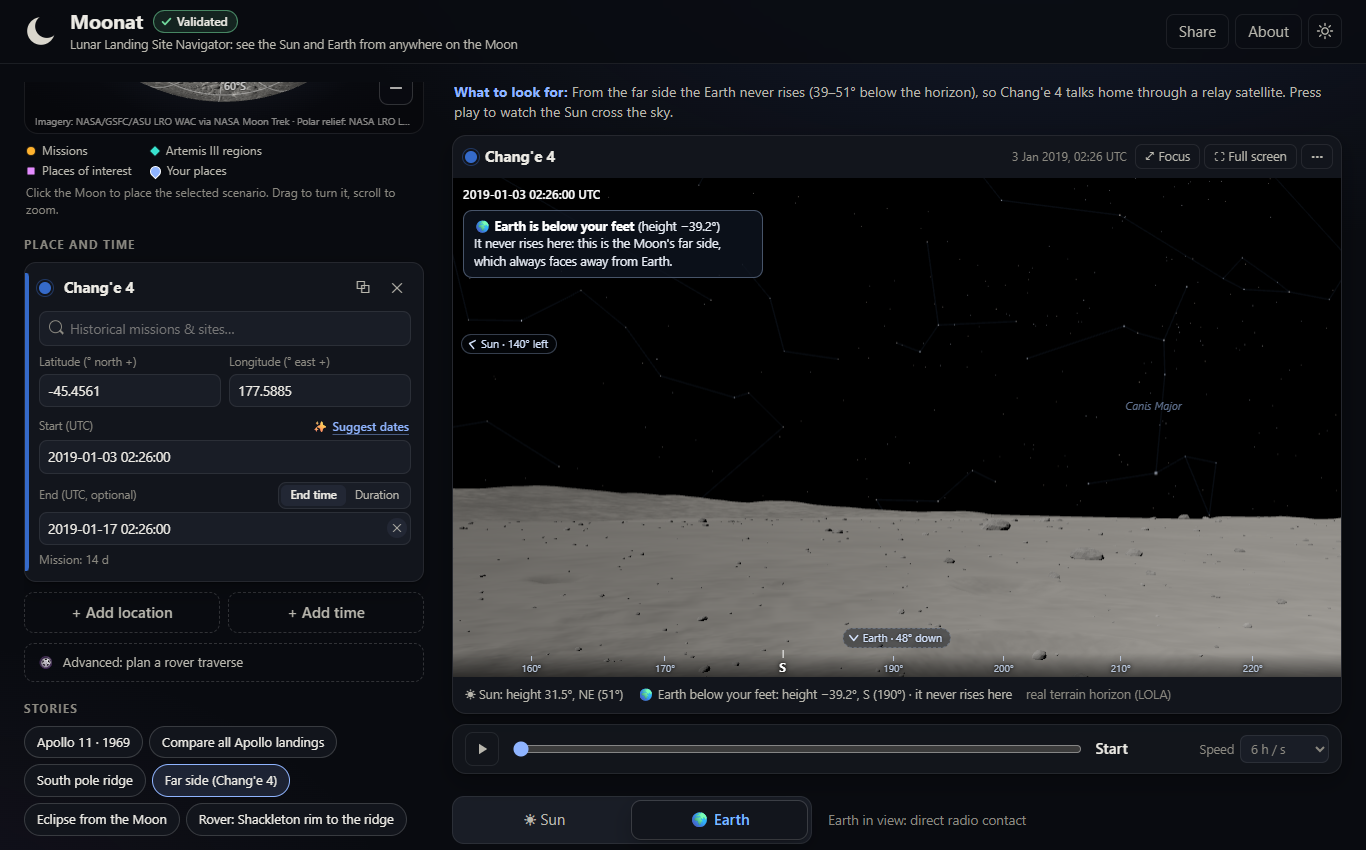 Moonat
Validated
Lunar Landing Site Navigator: see the Sun and Earth from anywhere on the Moon
Share
About
60°S
Imagery: NASA/GSFC/ASU LRO WAC via NASA Moon Trek · Polar relief: NASA LRO L...
Missions
Artemis III regions
Places of interest
Your places
Click the Moon to place the selected scenario. Drag to turn it, scroll to
zoom.
PLACE AND TIME
Chang'e 4
Historical missions & sites...
Latitude (° north +)
Longitude (° east +)
-45.4561
177.5885
Start (UTC)
Suggest dates
2019-01-03 02:26:00
End (UTC, optional)
End time
Duration
2019-01-17 02:26:00
Mission: 14 d
+ Add location
+ Add time
Advanced: plan a rover traverse
STORIES
Apollo 11 · 1969
Compare all Apollo landings
South pole ridge
Far side (Chang'e 4)
Eclipse from the Moon
Rover: Shackleton rim to the ridge
What to look for: From the far side the Earth never rises (39–51° below the horizon), so Chang'e 4 talks home through a relay satellite. Press
play to watch the Sun cross the sky.
Chang'e 4
3 Jan 2019, 02:26 UTC
Focus
Full screen
2019-01-03 02:26:00 UTC
Earth is below your feet (height −39.2°)
It never rises here: this is the Moon's far side,
which always faces away from Earth.
Sun · 140° left
Canis Major
Earth · 48° down
160°
170°
S
190°
200°
210°
220°
Sun: height 31.5°, NE (51°)
Earth below your feet: height −39.2°, S (190°) · it never rises here
real terrain horizon (LOLA)
Start
Speed
6 h / s
Sun
Earth
Earth in view: direct radio contact